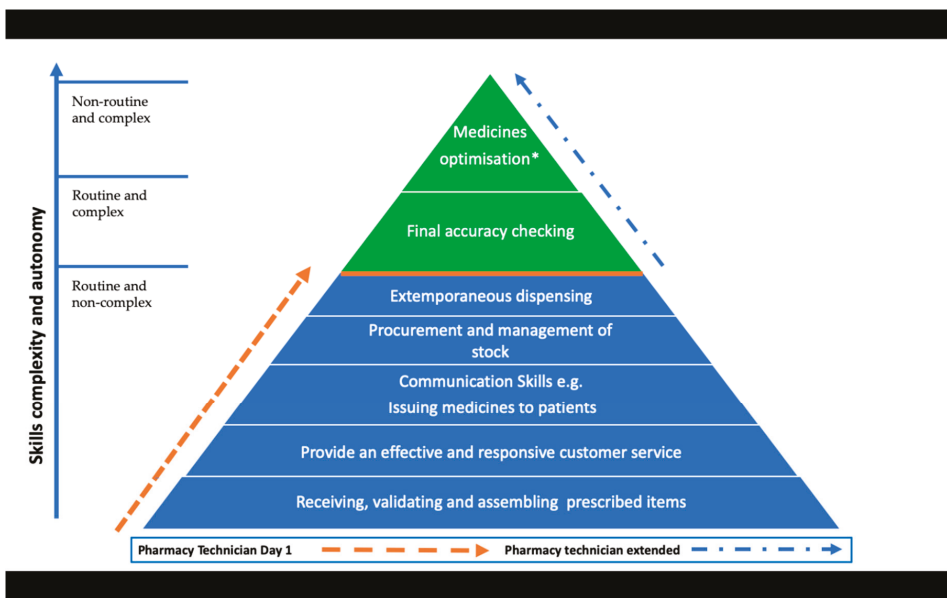 Skills complexity and autonomy
Non-routine
and complex
Routine and
complex
Routine and
non-complex
Medicines
optimisation*
Final accuracy checking
Extemporaneous dispensing
Procurement and management of
stock
Communication Skills e.g.
Issuing medicines to patients
Provide an effective and responsive customer service
Receiving, validating and assembling prescribed items
Pharmacy Technician Day 1
Pharmacy technician extended